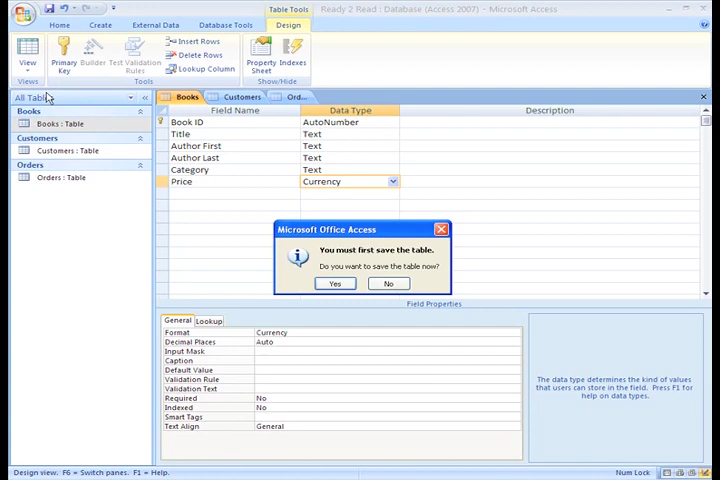 Table Tools
Ready 2 Read : Database (Access 2007) - Microsoft Access
Home
Create
External Data
Database Tools
Design
View
Primary Key
Builder
Test Validation Rules
Insert Rows
Delete Rows
Lookup Column
Property Sheet
Indexes
Views
Tools
Show/Hide
All Tabl
Books
Books : Table
Customers
Customers : Table
Orders
Orders : Table
Books
Customers
Ord...
Field Name
Data Type
Description
Book ID
AutoNumber
Title
Text
Author First
Text
Author Last
Text
Category
Text
Price
Currency
Microsoft Office Access
You must first save the table.
Do you want to save the table now?
Yes
No
Field Properties
General
Lookup
Format
Currency
Decimal Places
Auto
Input Mask
Caption
Default Value
Validation Rule
Validation Text
Required
No
Indexed
No
Smart Tags
Text Align
General
The data type determines the kind of values
that users can store in the field. Press F1 for
help on data types.
Design view. F6 = Switch panes. F1 = Help.
Num Lock